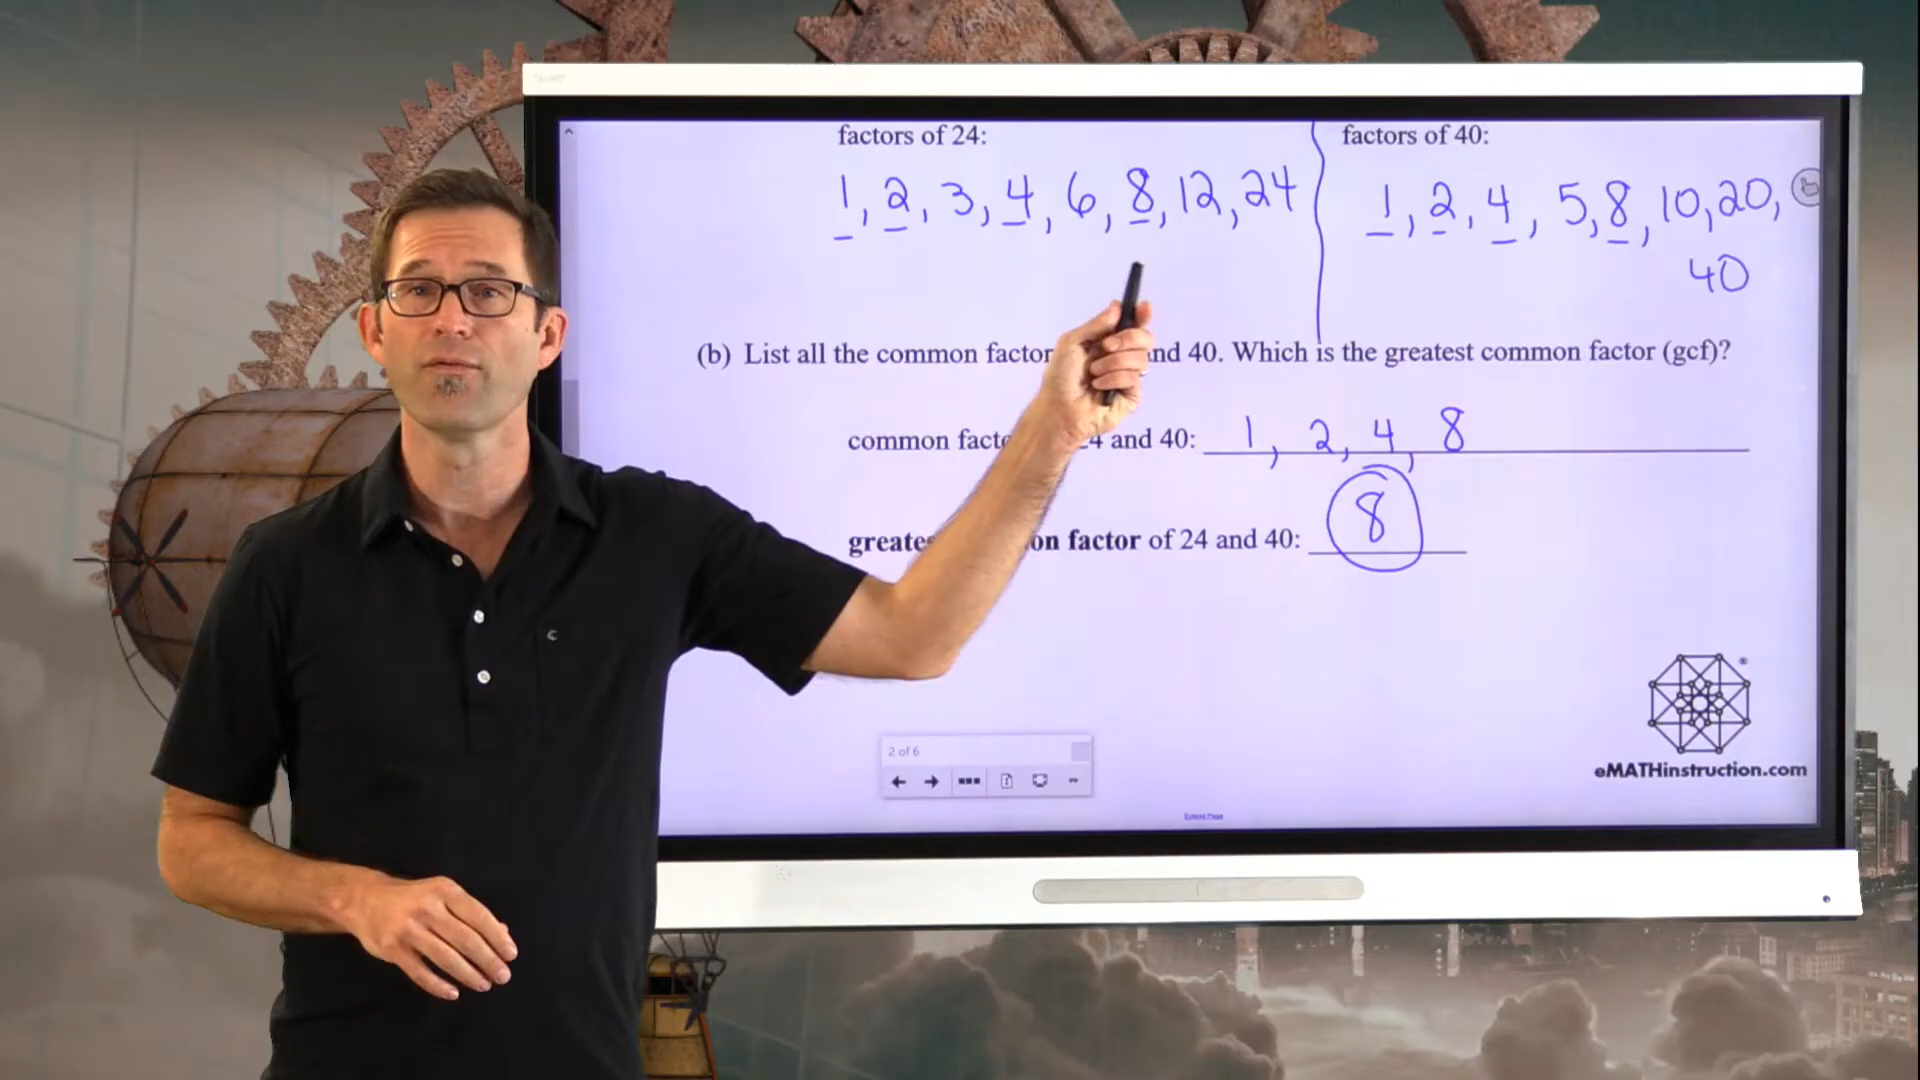 factors of 24:
factors of 40:
1, 2, 3, 4, 6, 8, 12, 24
1, 2, 4, 5, 8, 10, 20,
40
(b) List all the common factor nd 40. Which is the greatest common factor (gcf)?
common fact 4 and 40: 1, 2, 4, 8
greate on factor of 24 and 40: 8
2 of 6
eMATHinstruction.com
Extend Page